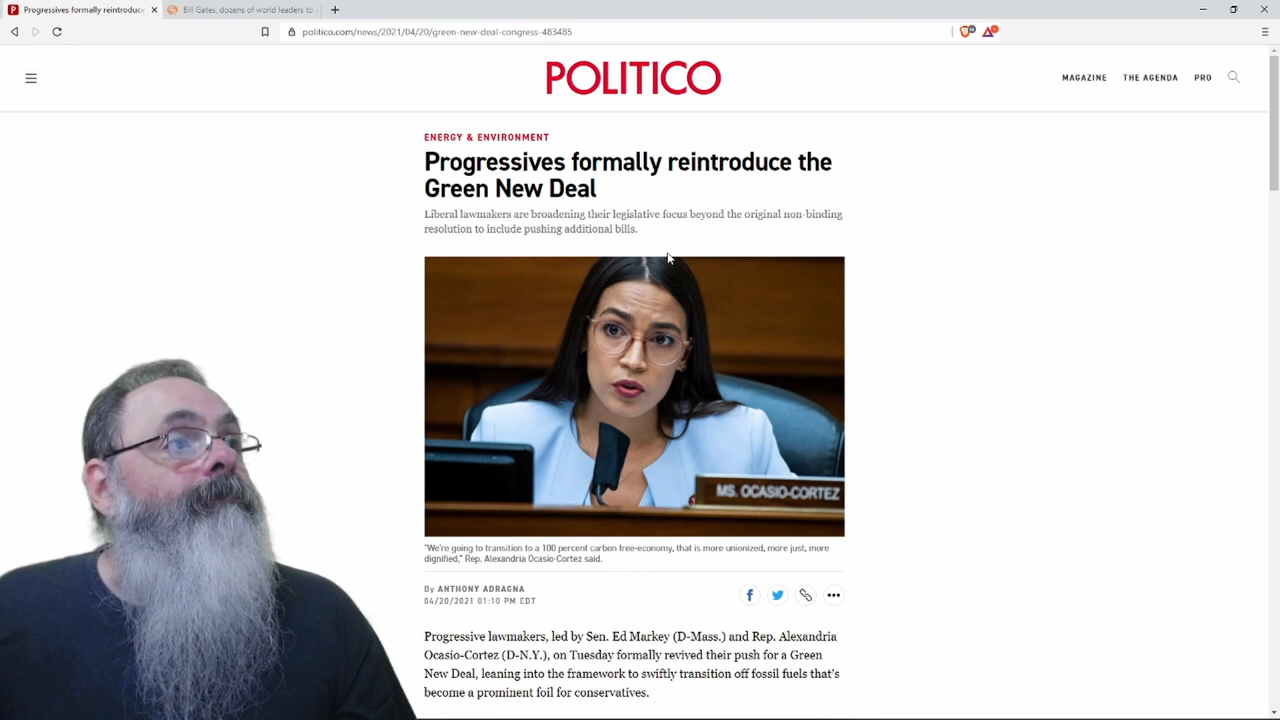 Progressives formally reintroduce
Bill Gates, dozens of world leaders to
politico.com/news/2021/04/20/green-new-deal-congress-483485
POLITICO
MAGAZINE THE AGENDA PRO
ENERGY & ENVIRONMENT
Progressives formally reintroduce the
Green New Deal
Liberal lawmakers are broadening their legislative focus beyond the original non-binding
resolution to include pushing additional bills.
MS. OCASIO-CORTEZ
"We're going to transition to a 100 percent carbon free-economy, that is more unionized, more just, more
dignified," Rep. Alexandria Ocasio-Cortez said.
By ANTHONY ADRAGNA
04/20/2021 01:10 PM EDT
Progressive lawmakers, led by Sen. Ed Markey (D-Mass.) and Rep. Alexandria
Ocasio-Cortez (D-N.Y.), on Tuesday formally revived their push for a Green
New Deal, leaning into the framework to swiftly transition off fossil fuels that's
become a prominent foil for conservatives.